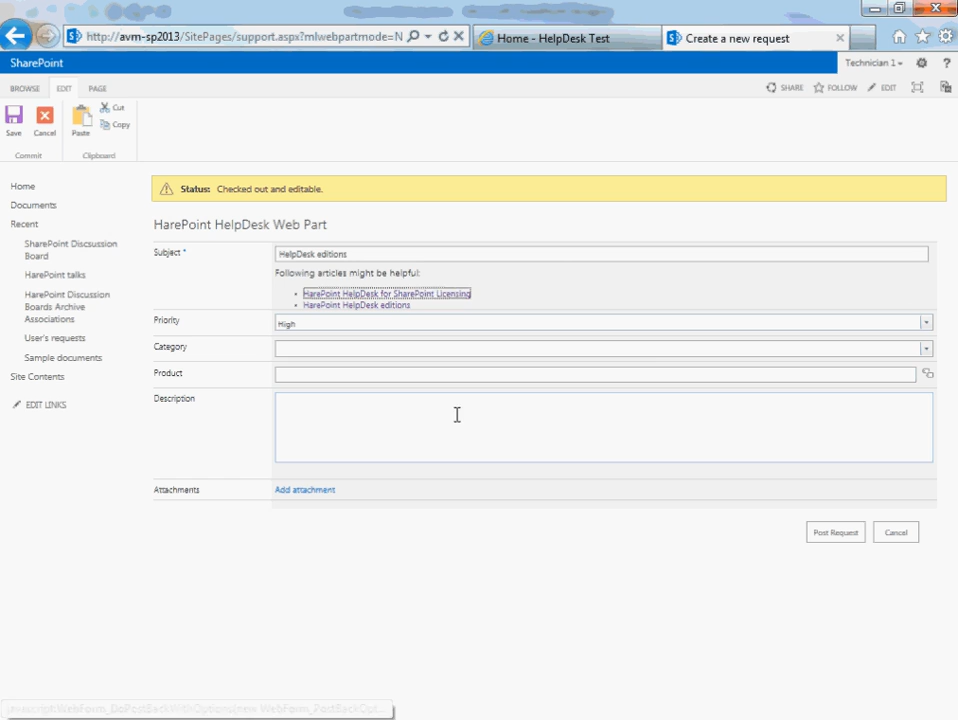 http://avm-sp2013/SitePages/support.aspx?mlwebpartmode=N
Home - HelpDesk Test
Create a new request
SharePoint
Technician 1
?
BROWSE
EDIT
PAGE
SHARE
FOLLOW
EDIT
Save
Cancel
Paste
Cut
Copy
Commit
Clipboard
Home
Documents
Recent
SharePoint Discsussion
Board
HarePoint talks
HarePoint Discussion
Boards Archive
Associations
User's requests
Sample documents
Site Contents
EDIT LINKS
Status: Checked out and editable.
HarePoint HelpDesk Web Part
Subject *
HelpDesk editions
Following articles might be helpful:
HarePoint HelpDesk for SharePoint Licensing
HarePoint HelpDesk editions
Priority
High
Category
Product
Description
Attachments
Add attachment
Post Request
Cancel
javascript:WebForm_DoPostBackWithOptions(new WebForm_PostBackOpt...